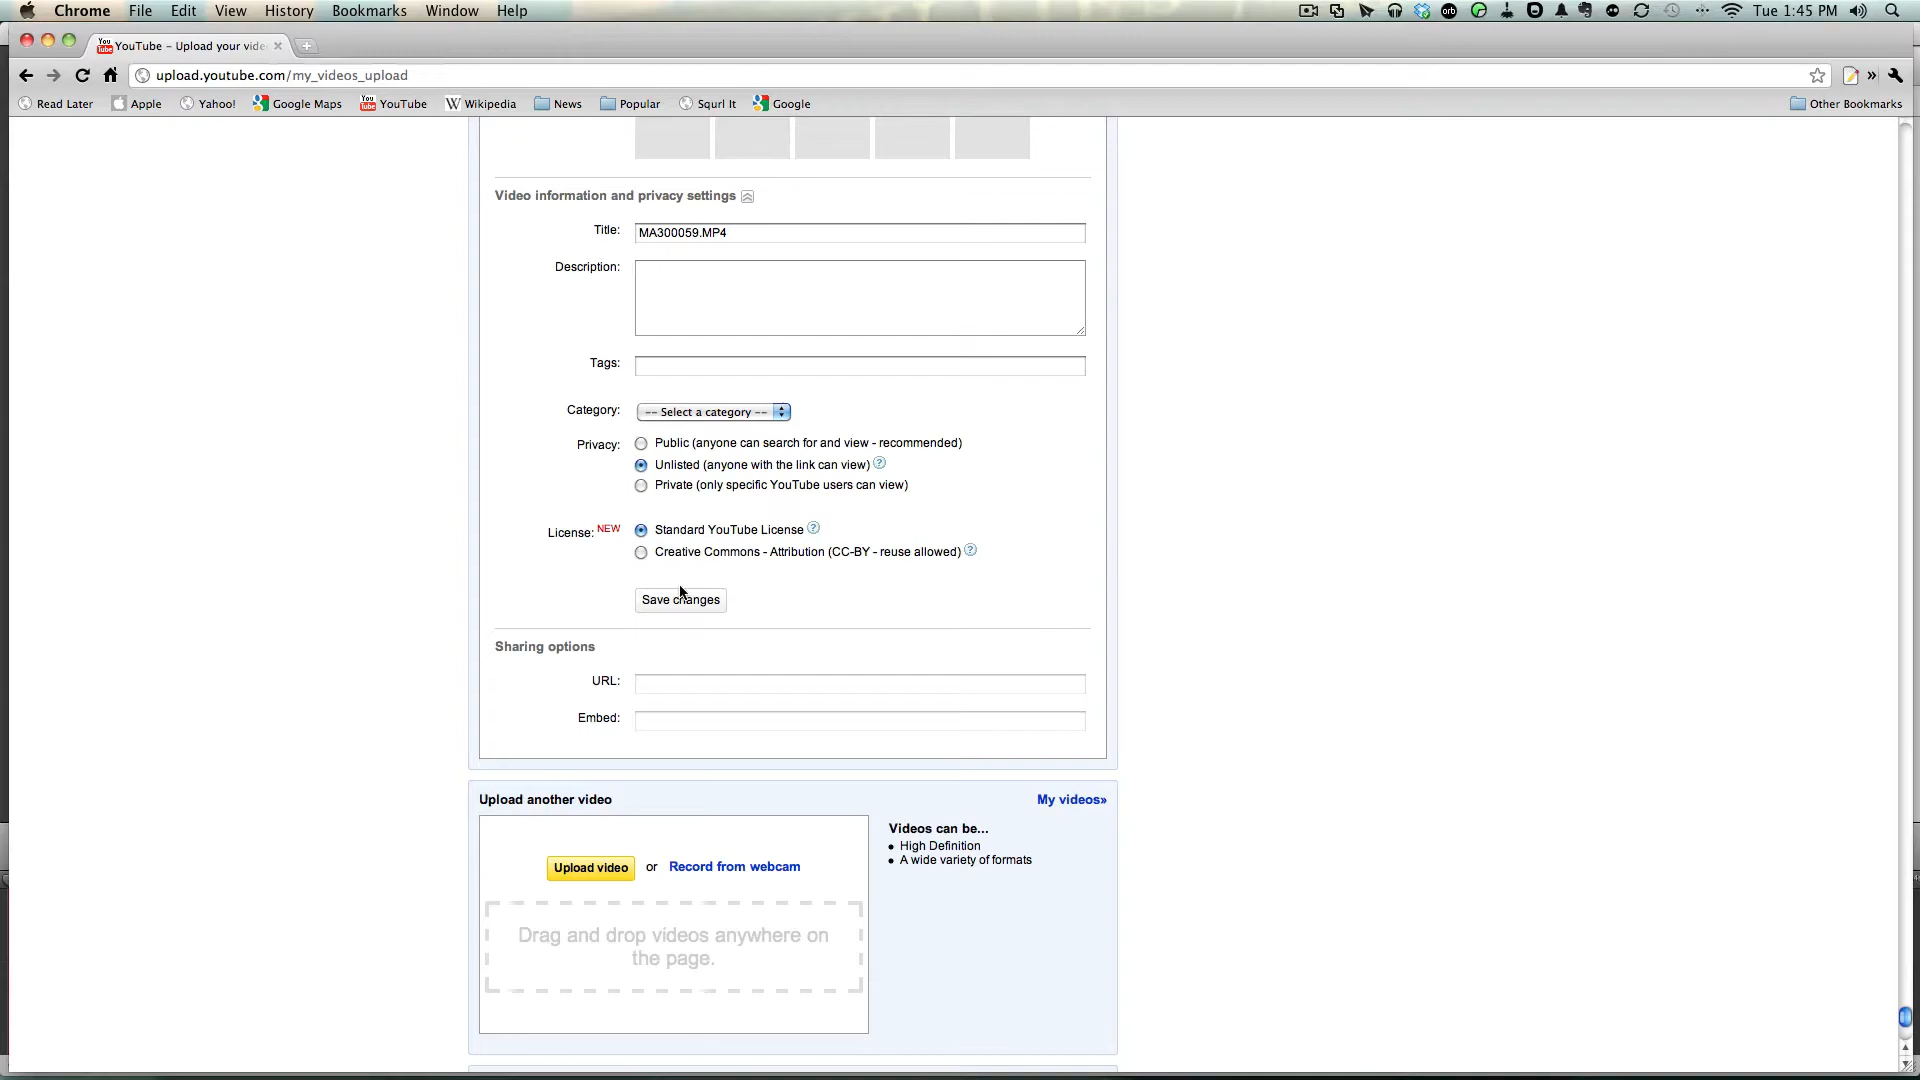 Chrome File Edit View History Bookmarks Window Help
orb
Tue 1:45 PM
You Tube YouTube - Upload your vide
upload.youtube.com/my_videos_upload
Read Later Apple Yahoo! Google Maps You Tube YouTube W Wikipedia News Popular Squrl It Google Other Bookmarks
Video information and privacy settings
Title: MA300059.MP4
Description:
Tags:
Category: -- Select a category --
Privacy: Public (anyone can search for and view - recommended)
Unlisted (anyone with the link can view) ?
Private (only specific YouTube users can view)
License: NEW Standard YouTube License ?
Creative Commons - Attribution (CC-BY - reuse allowed) ?
Save changes
Sharing options
URL:
Embed:
Upload another video My videos»
Videos can be...
• High Definition
• A wide variety of formats
Upload video or Record from webcam
Drag and drop videos anywhere on
the page.